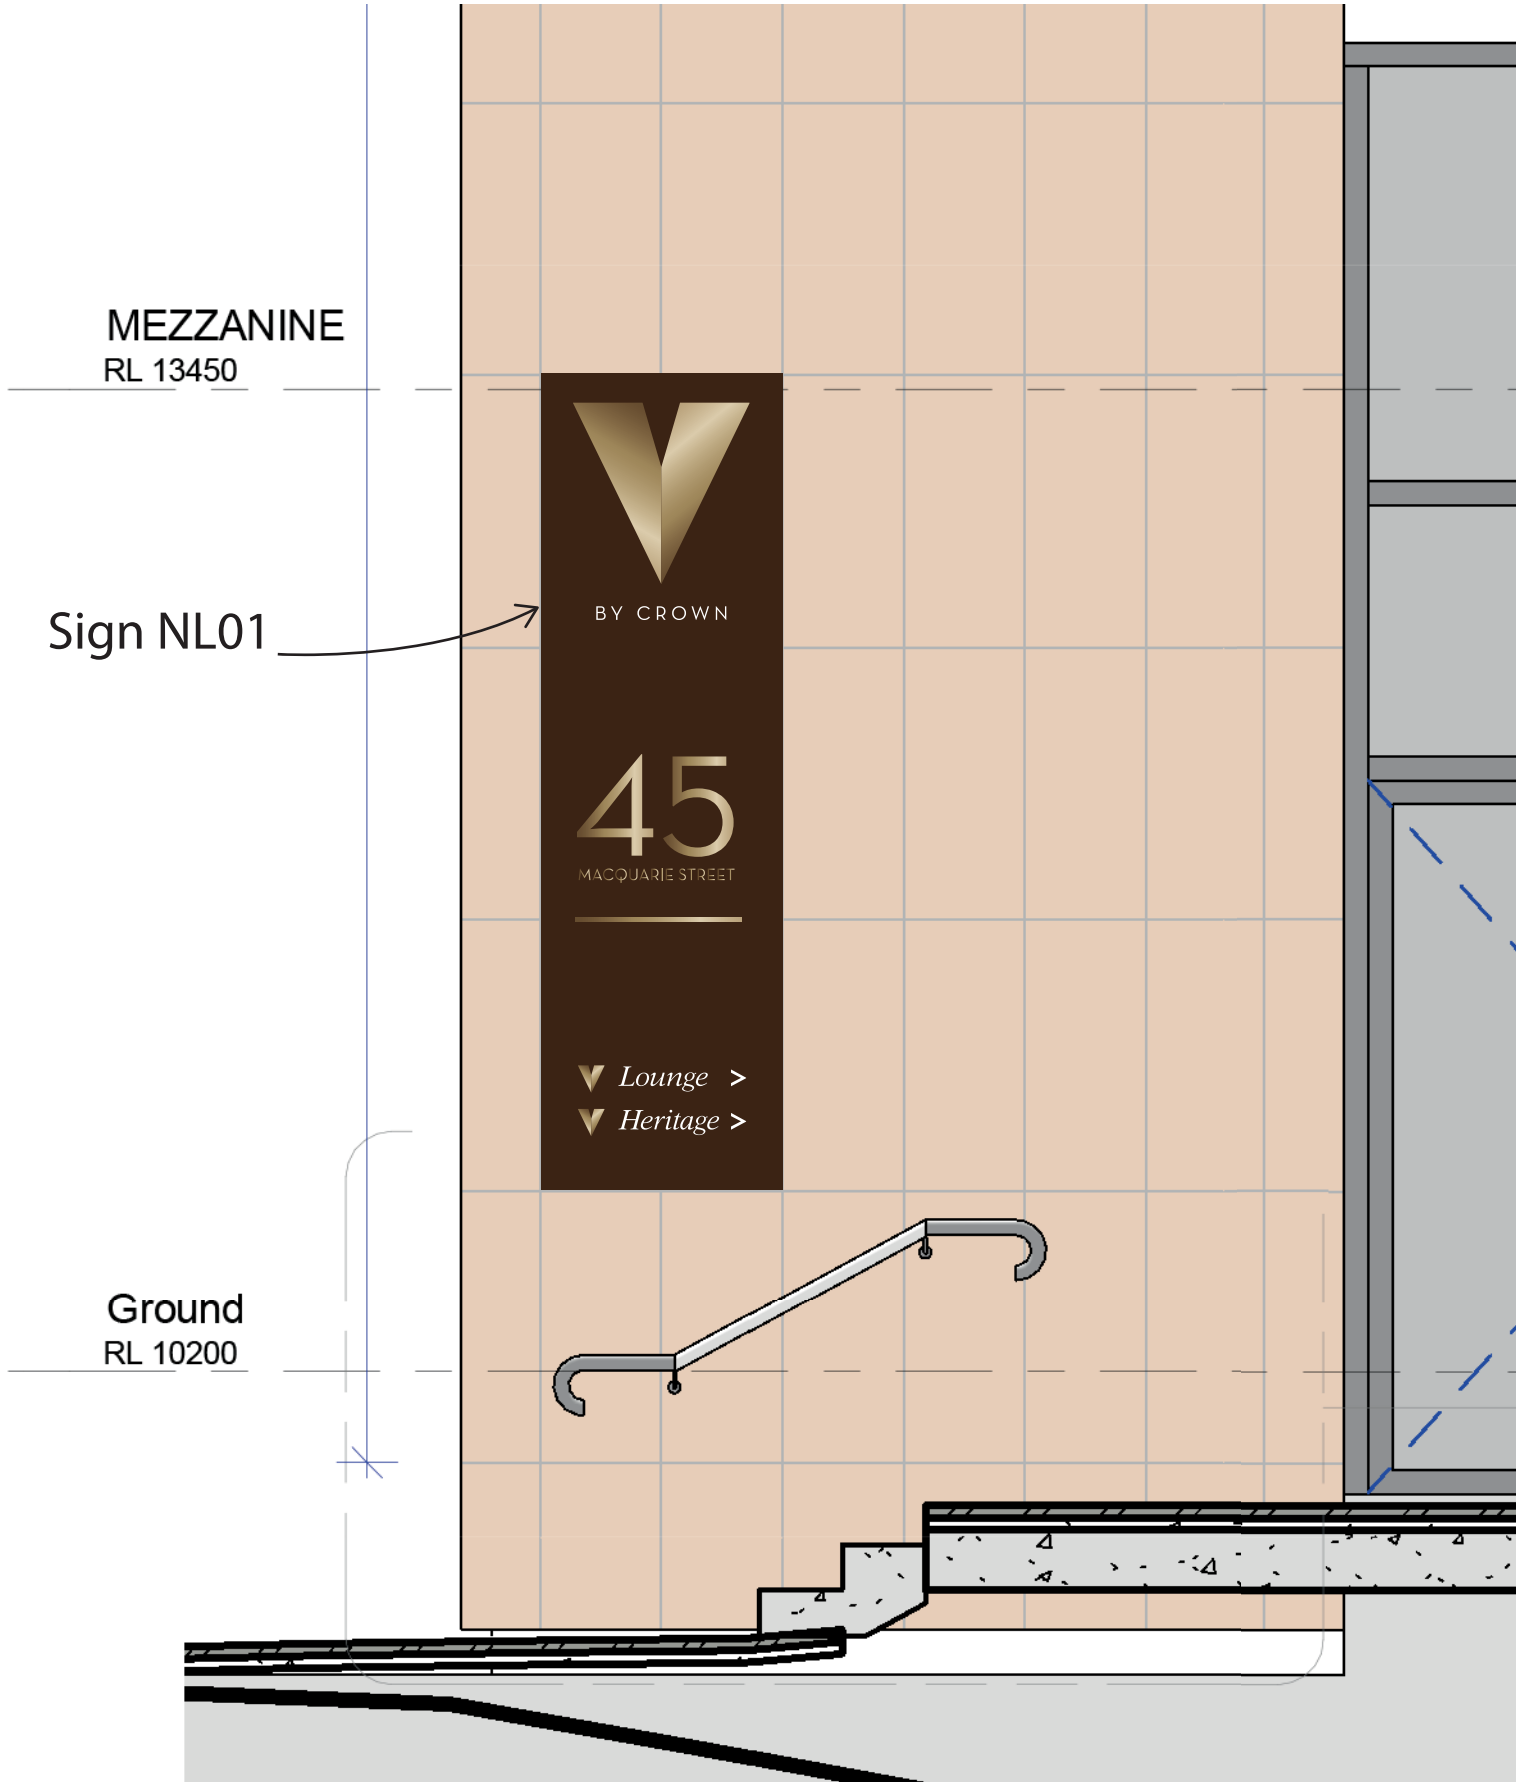 MEZZANINE
RL 13450
V
BY CROWN
Sign NL01
45
MACQUARIE STREET
V Lounge >
V Heritage >
Ground
RL 10200